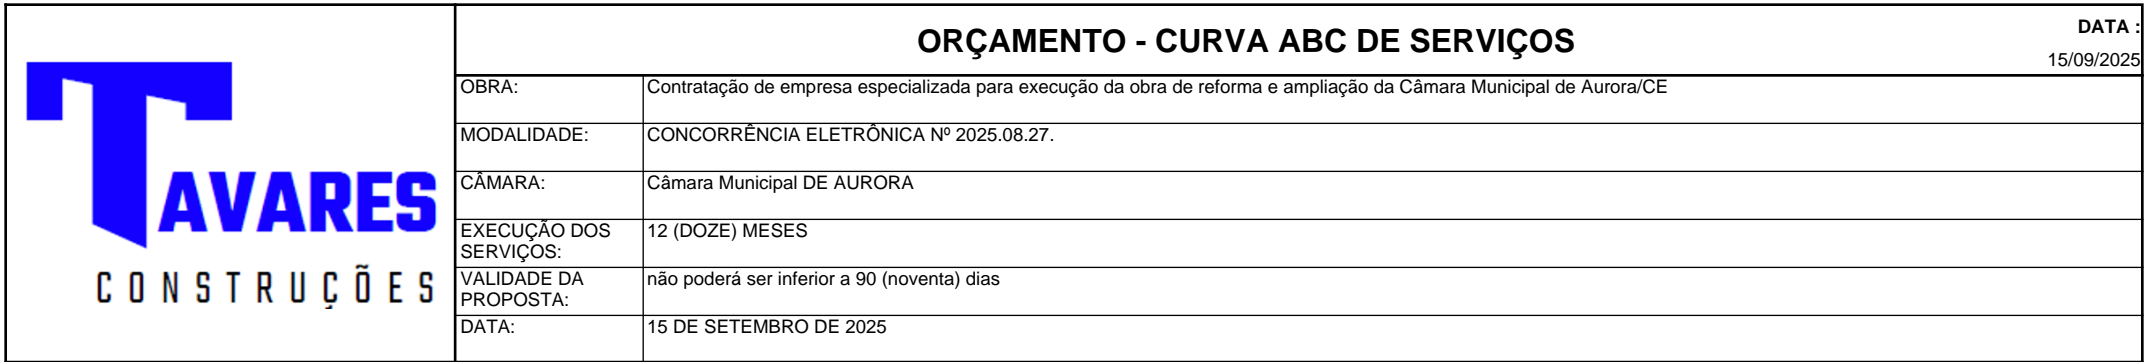 TAVARES
CONSTRUÇÕES
ORÇAMENTO - CURVA ABC DE SERVIÇOS
DATA :
15/09/2025
OBRA: Contratação de empresa especializada para execução da obra de reforma e ampliação da Câmara Municipal de Aurora/CE
MODALIDADE: CONCORRÊNCIA ELETRÔNICA Nº 2025.08.27.
CÂMARA: Câmara Municipal DE AURORA
EXECUÇÃO DOS 12 (DOZE) MESES
SERVIÇOS:
VALIDADE DA não poderá ser inferior a 90 (noventa) dias
PROPOSTA:
DATA: 15 DE SETEMBRO DE 2025